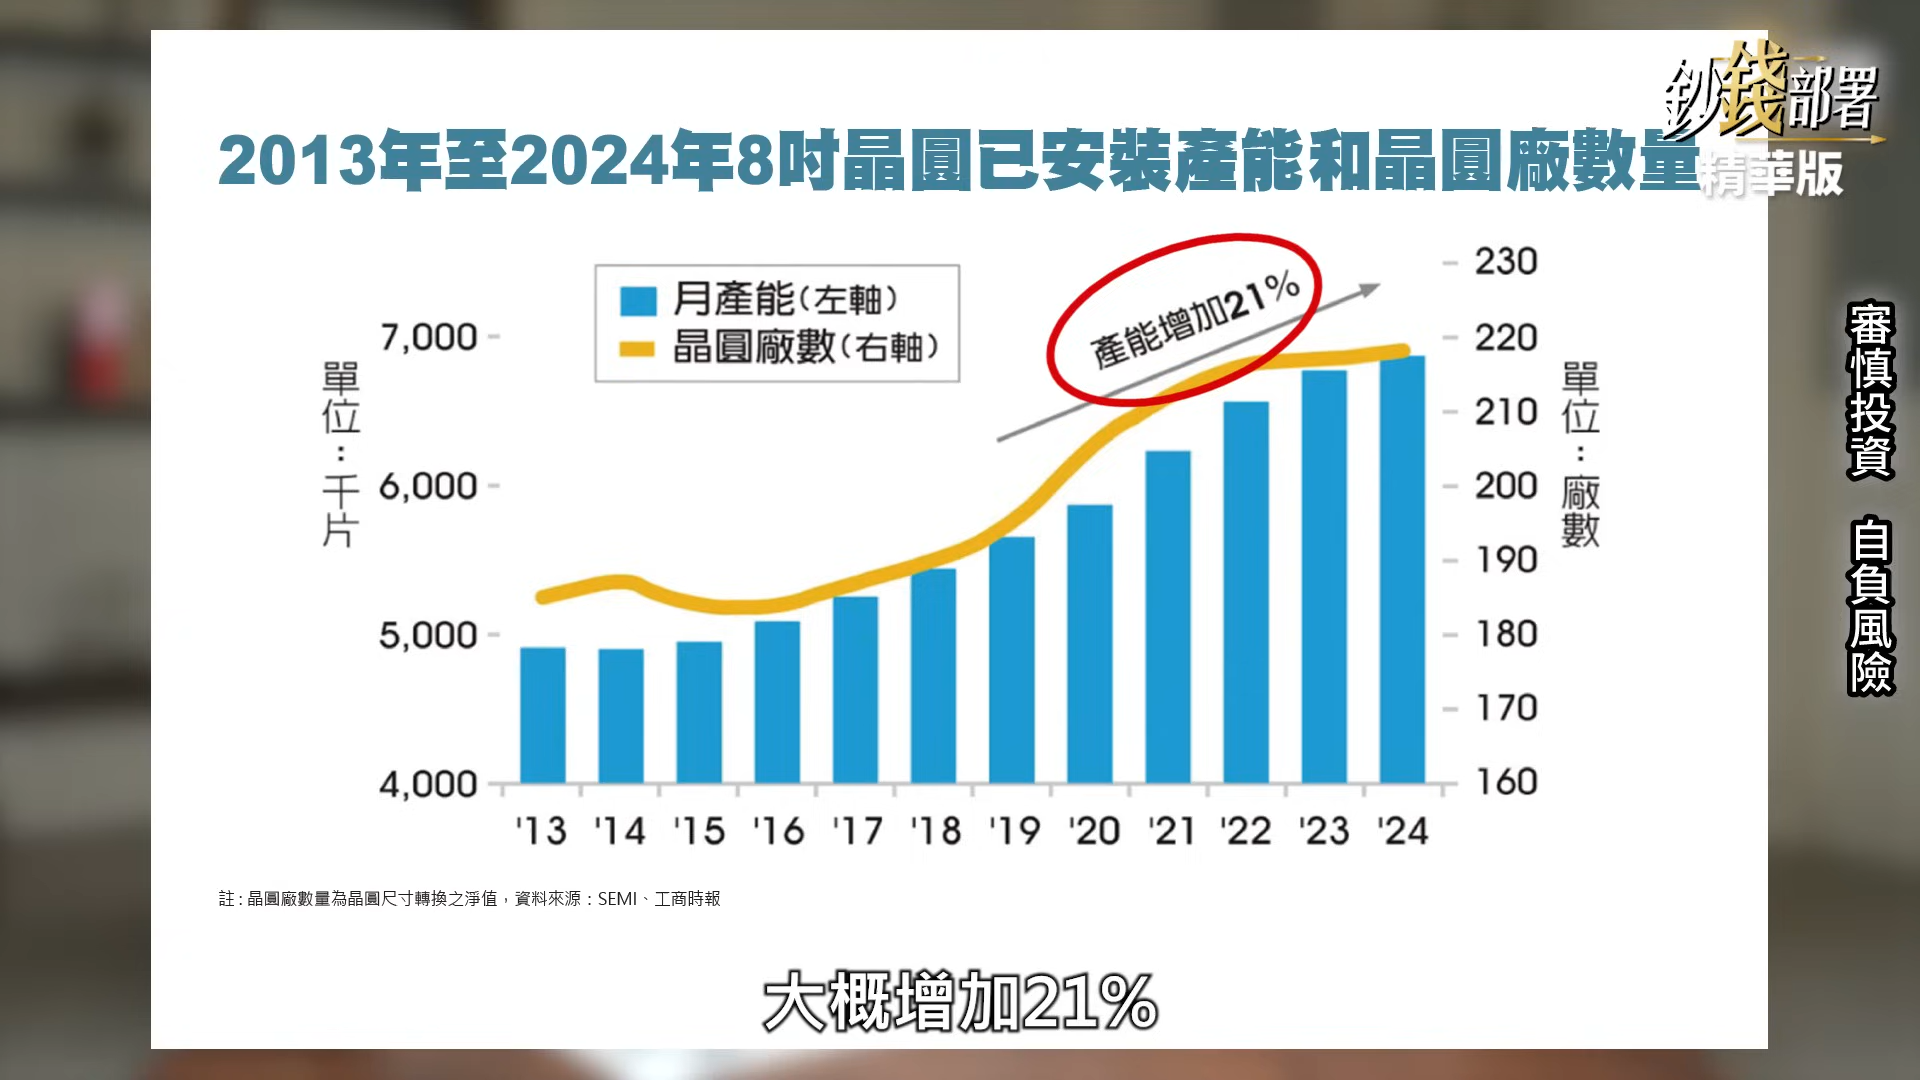 鈔錢部署
精華版
2013年至2024年8吋晶圓已安裝產能和晶圓廠數量
月產能(左軸)
晶圓廠數(右軸)
產能增加21%
單位：千片
7,000
6,000
5,000
4,000
單位：廠數
230
220
210
200
190
180
170
160
'13 '14 '15 '16 '17 '18 '19 '20 '21 '22 '23 '24
註：晶圓廠數量為晶圓尺寸轉換之淨值，資料來源：SEMI、工商時報
審慎投資 自負風險
大概增加21%